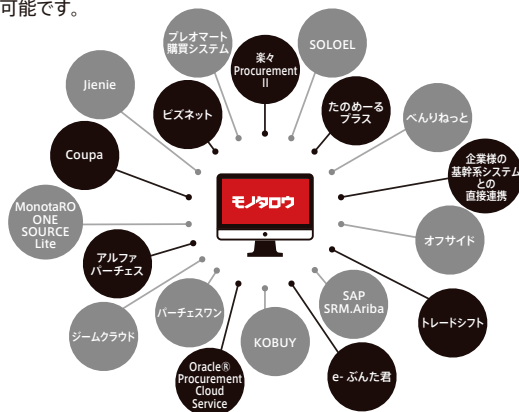 可能です。
プレオマート
購買システム
楽々
Procurement
II
SOLOEL
Jienie
ビズネット
たのめーる
プラス
べんりねっと
Coupa
企業様の
基幹系システム
との
直接連携
モノタロウ
MonotaRO
ONE
SOURCE
Lite
アルファ
パーチェス
オフサイド
ジームクラウド
パーチェスワン
SAP
SRM.Ariba
トレードシフト
KOBUY
Oracle®
Procurement
Cloud
Service
e-ぶんた君